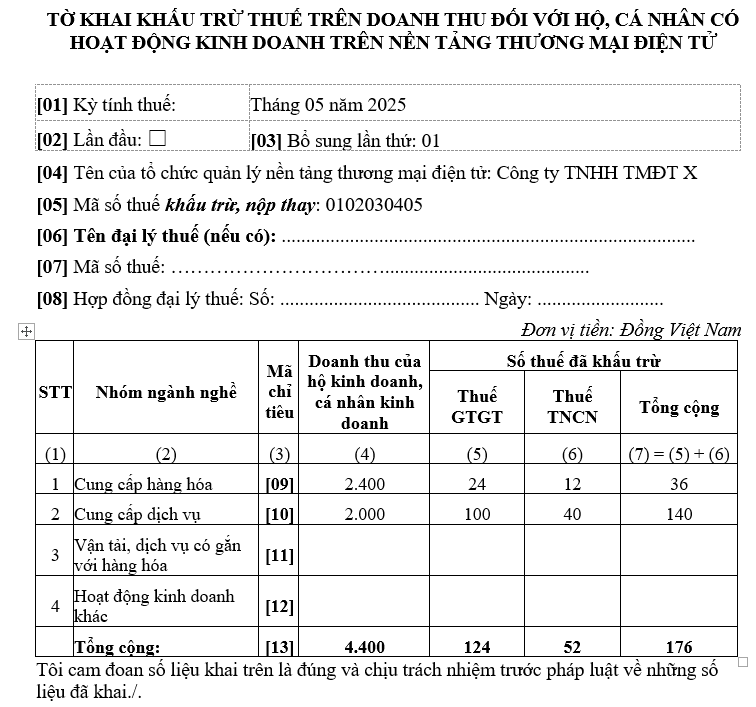 TỜ KHAI KHẤU TRỪ THUẾ TRÊN DOANH THU ĐỐI VỚI HỘ, CÁ NHÂN CÓ
HOẠT ĐỘNG KINH DOANH TRÊN NỀN TẢNG THƯƠNG MẠI ĐIỆN TỬ
[01] Kỳ tính thuế: Tháng 05 năm 2025
[02] Lần đầu: ☐ [03] Bổ sung lần thứ: 01
[04] Tên của tổ chức quản lý nền tảng thương mại điện tử: Công ty TNHH TMĐT X
[05] Mã số thuế khấu trừ, nộp thay: 0102030405
[06] Tên đại lý thuế (nếu có): ..........................................................................
[07] Mã số thuế: ……………………………….....................................
[08] Hợp đồng đại lý thuế: Số: ........................................ Ngày: .........................
Đơn vị tiền: Đồng Việt Nam
STT Nhóm ngành nghề Mã chỉ tiêu Doanh thu của hộ kinh doanh, cá nhân kinh doanh Số thuế đã khấu trừ
Thuế GTGT Thuế TNCN Tổng cộng
(1) (2) (3) (4) (5) (6) (7) = (5) + (6)
1 Cung cấp hàng hóa [09] 2.400 24 12 36
2 Cung cấp dịch vụ [10] 2.000 100 40 140
3 Vận tải, dịch vụ có gắn với hàng hóa [11]
4 Hoạt động kinh doanh khác [12]
Tổng cộng: [13] 4.400 124 52 176
Tôi cam đoan số liệu khai trên là đúng và chịu trách nhiệm trước pháp luật về những số
liệu đã khai./.